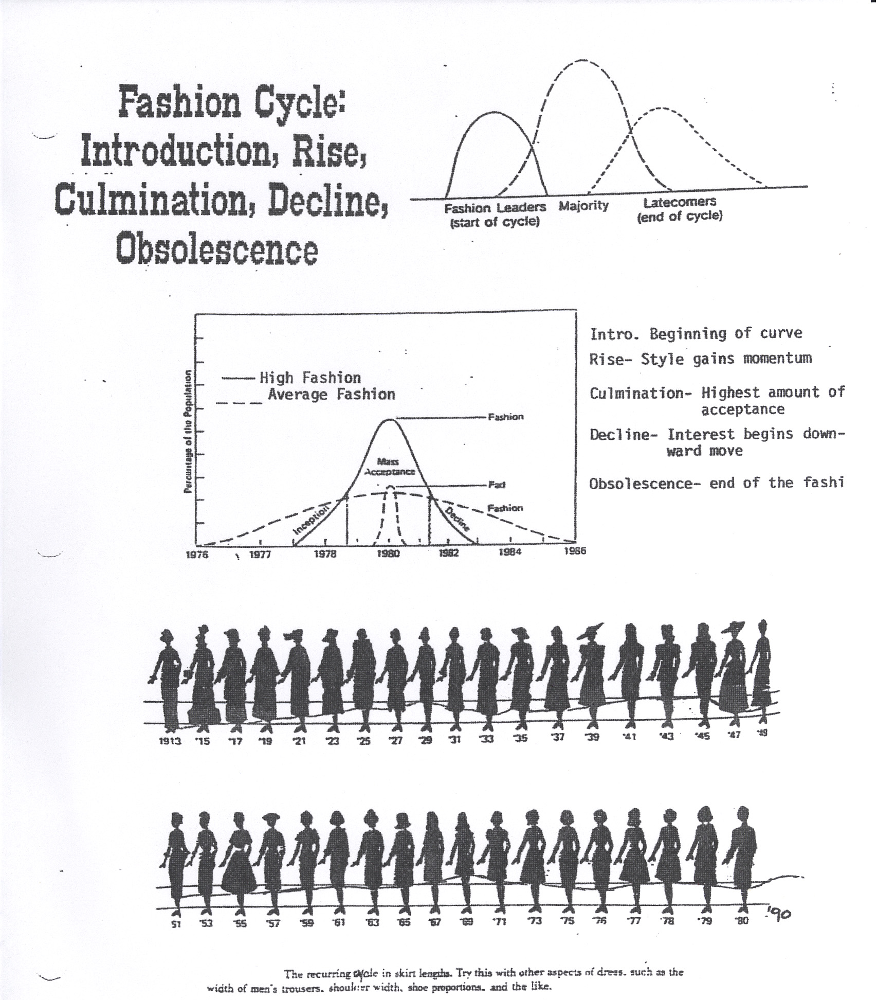 Fashion Cycle:
Introduction, Rise,
Culmination, Decline,
Obsolescence
Fashion Leaders
(start of cycle)
Majority
Latecomers
(end of cycle)
Percentage of the Population
High Fashion
Average Fashion
Fashion
Mass
Acceptance
Fad
Fashion
Inception
Decline
1976 1977 1978 1980 1982 1984 1986
Intro. Beginning of curve
Rise- Style gains momentum
Culmination- Highest amount of
acceptance
Decline- Interest begins down-
ward move
Obsolescence- end of the fashi
1913 '15 '17 '19 '21 '23 '25 '27 '29 '31 '33 '35 '37 '39 '41 '43 '45 '47 '49
51 '53 '55 '57 '59 '61 '63 '65 '67 '69 '71 '73 '75 '76 '77 '78 '79 '80 '90
The recurring cycle in skirt lengths. Try this with other aspects of dress, such as the
width of men's trousers, shoulder width, shoe proportions, and the like.